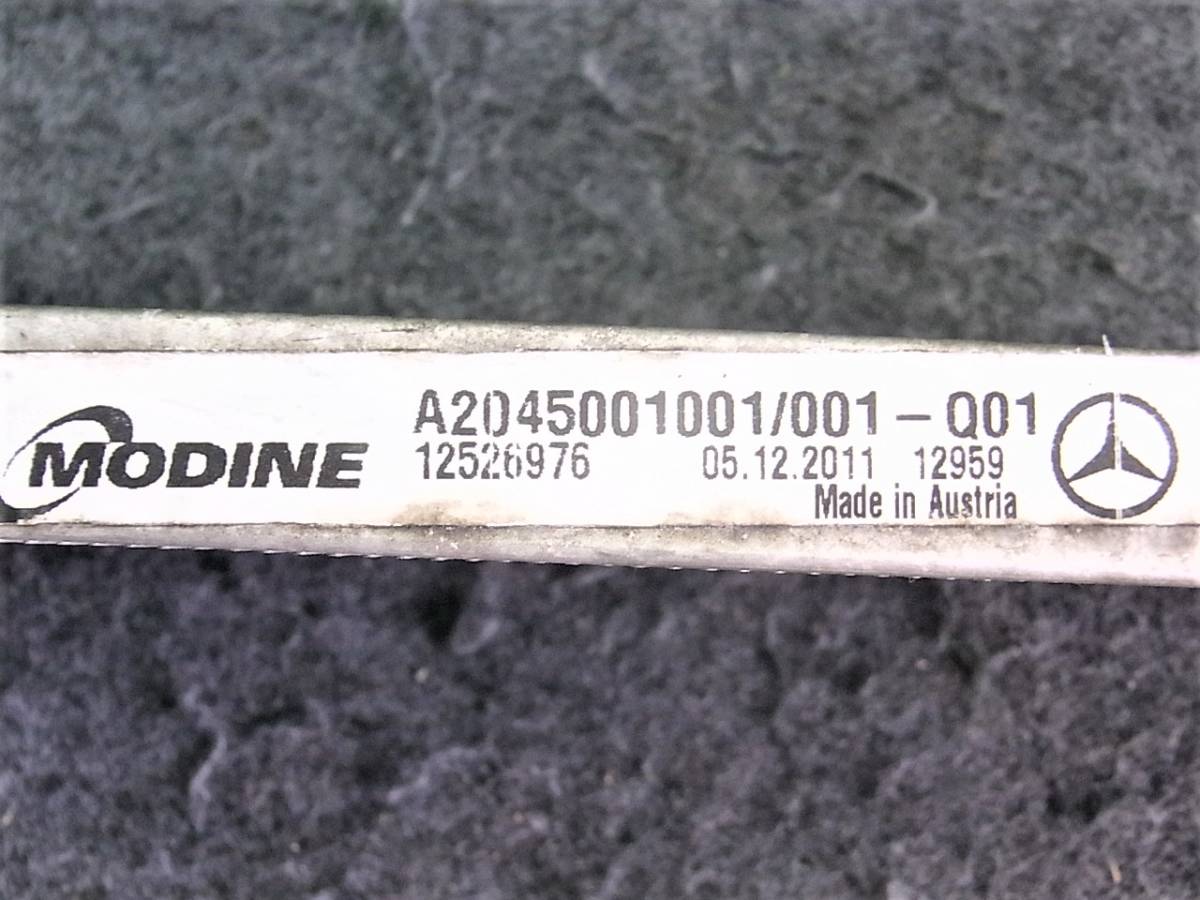 MODINE
A2045001001/001 – Q01
12526976 05.12.2011 12959
Made in Austria